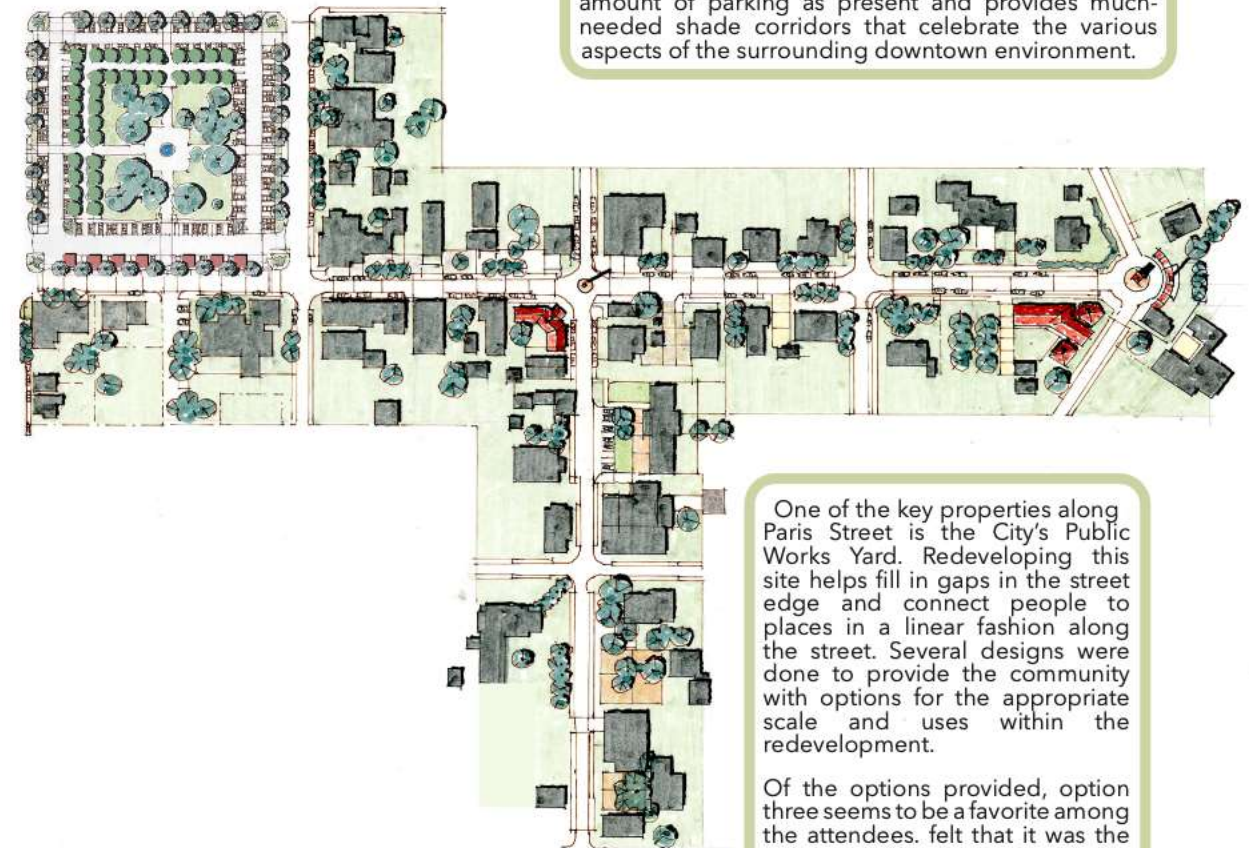 amount of parking as present and provides much-
needed shade corridors that celebrate the various
aspects of the surrounding downtown environment.
One of the key properties along
Paris Street is the City's Public
Works Yard. Redeveloping this
site helps fill in gaps in the street
edge and connect people to
places in a linear fashion along
the street. Several designs were
done to provide the community
with options for the appropriate
scale and uses within the
redevelopment.
Of the options provided, option
three seems to be a favorite among
the attendees. felt that it was the